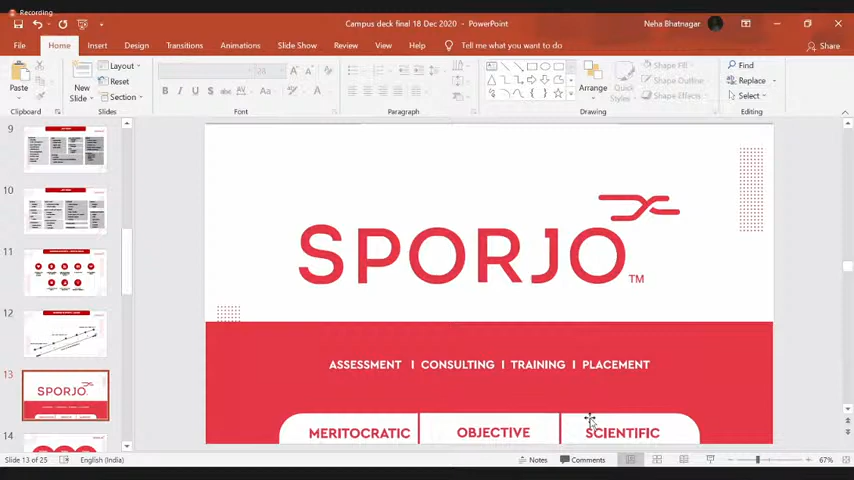 Recording
Campus deck final 18 Dec 2020 - PowerPoint
Neha Bhatnagar
File Home Insert Design Transitions Animations Slide Show Review View Help Tell me what you want to do Share
Paste
New Slide
Layout
Reset
Section
28
B I U S
Aa
A
Arrange
Quick Styles
Shape Fill
Shape Outline
Shape Effects
Find
Replace
Select
Clipboard Slides Font Paragraph Drawing Editing
9
10
11
12
13
SPORJO
14
SPORJO TM
ASSESSMENT I CONSULTING I TRAINING I PLACEMENT
MERITOCRATIC OBJECTIVE SCIENTIFIC
Slide 13 of 25 English (India) Notes Comments 67%